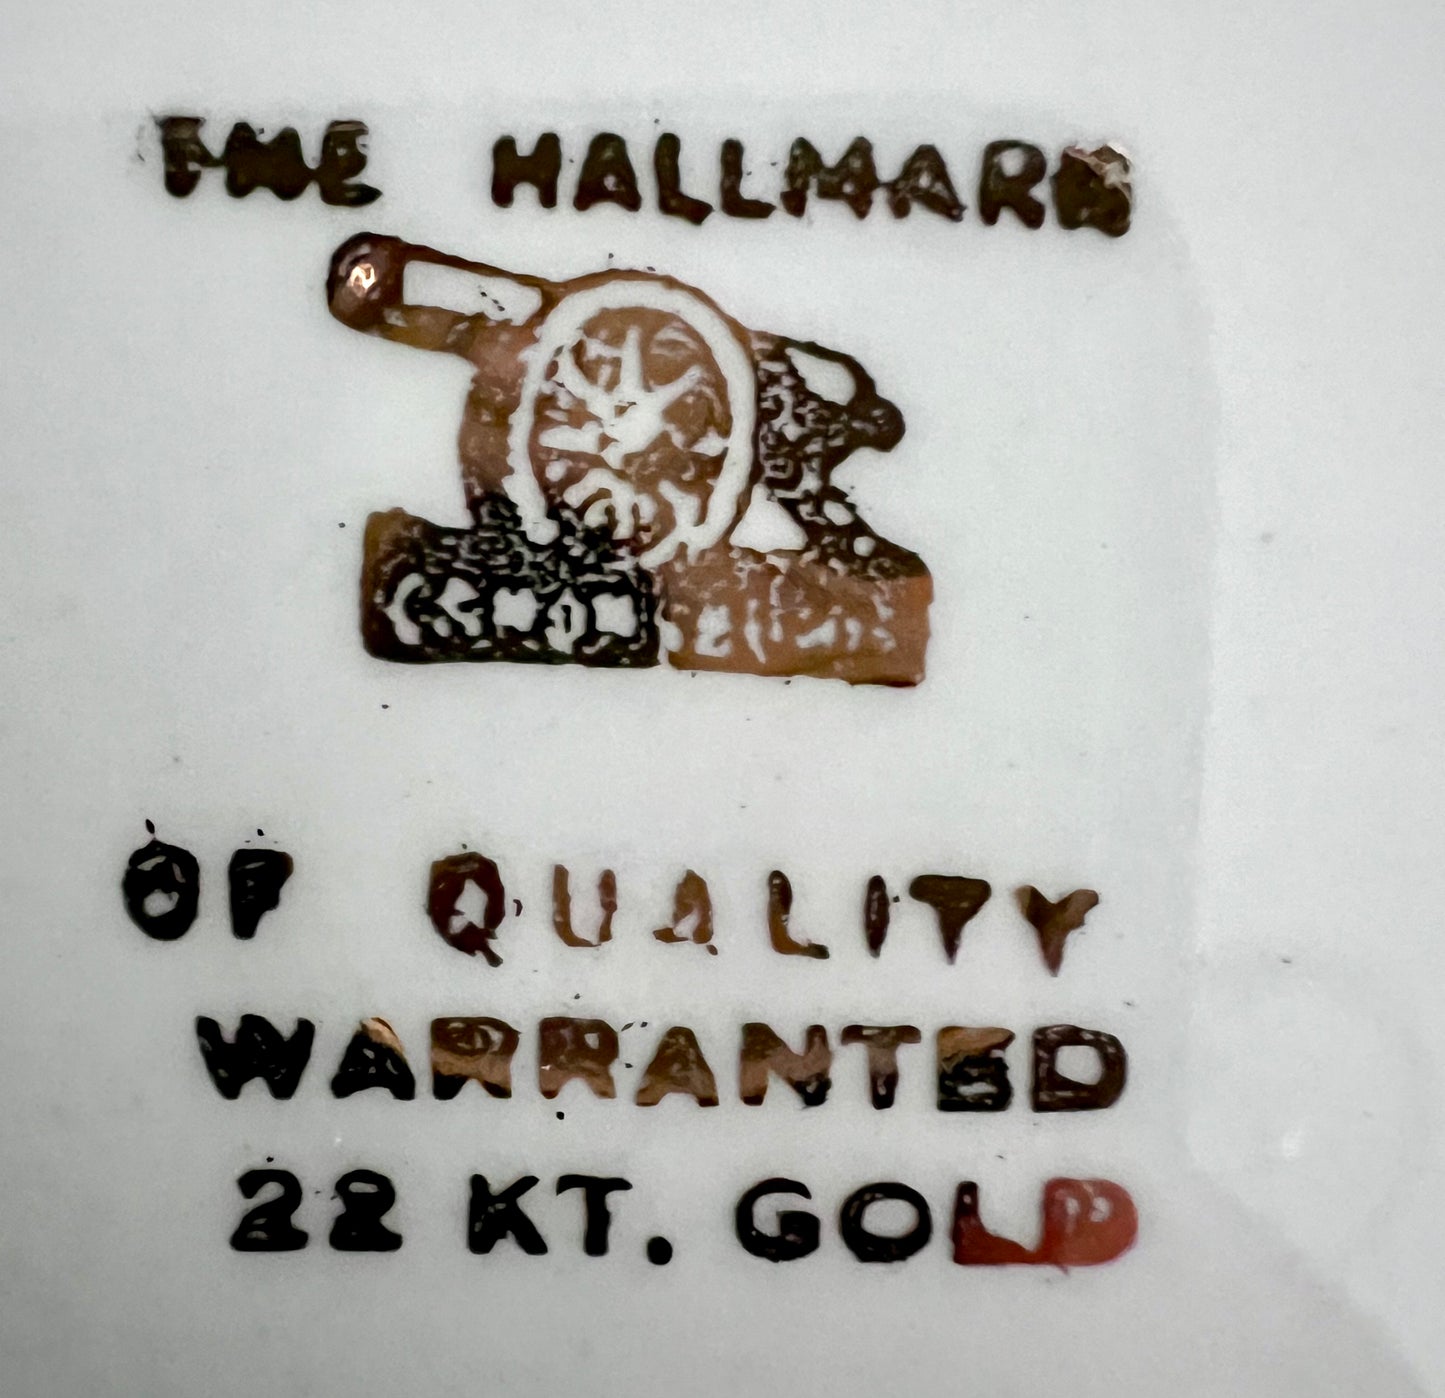 THE HALLMARK
OF QUALITY
WARRANTED
22 KT. GOLD